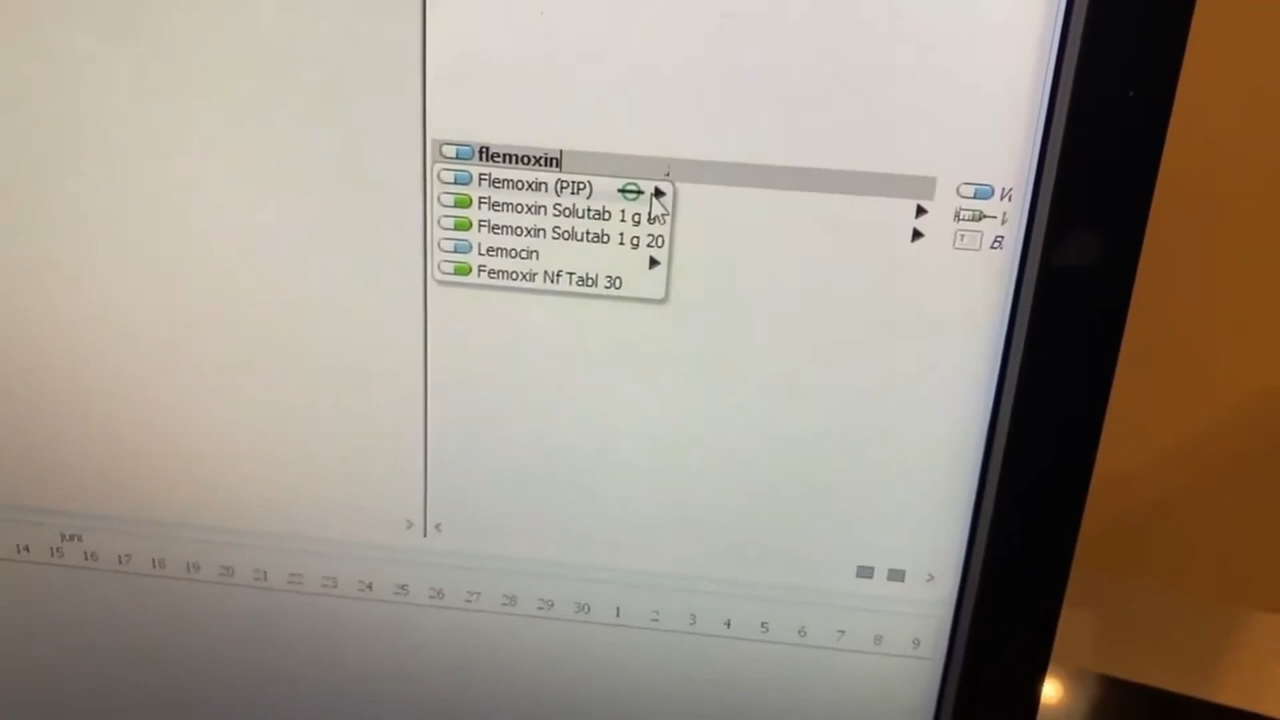 flemoxin
Flemoxin (PIP)
Flemoxin Solutab 1 g
Flemoxin Solutab 1 g 20
Lemocin
Femoxir Nf Tabl 30
juni
14 15 16 17 18 19 20 21 22 23 24 25 26 27 28 29 30 1 2 3 4 5 6 7 8 9